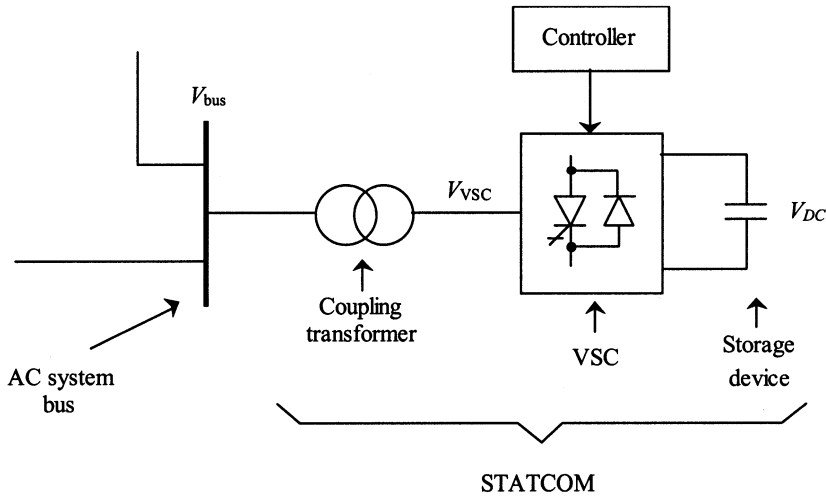 Controller
V_bus
V_VSC
V_DC
Coupling
transformer
VSC
Storage
device
AC system
bus
STATCOM